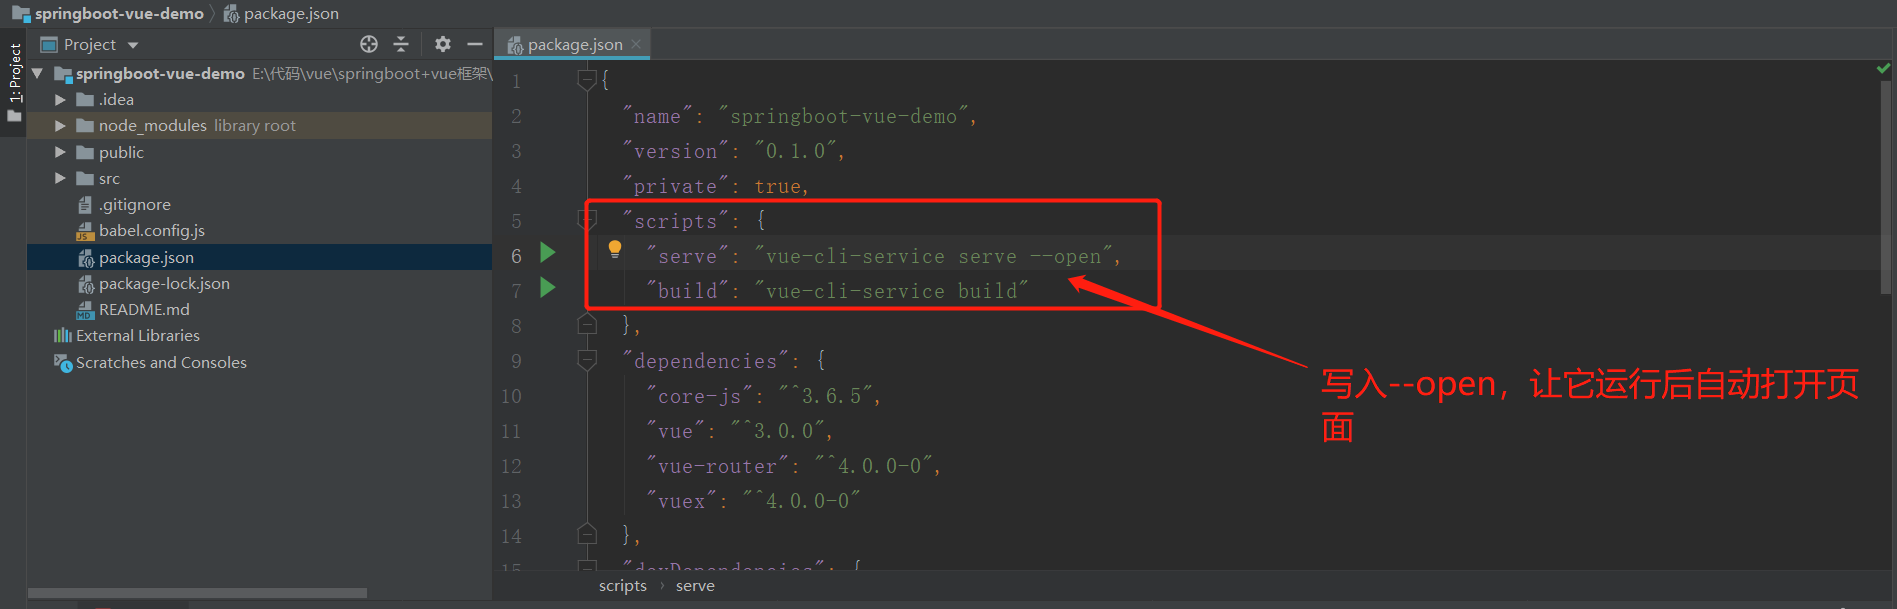 springboot-vue-demo package.json
1: Project
Project
springboot-vue-demo E:\代码\vue\springboot+vue框架\
.idea
node_modules library root
public
src
.gitignore
babel.config.js
package.json
package-lock.json
README.md
External Libraries
Scratches and Consoles
package.json
1 {
2 "name": "springboot-vue-demo",
3 "version": "0.1.0",
4 "private": true,
5 "scripts": {
6 "serve": "vue-cli-service serve --open",
7 "build": "vue-cli-service build"
8 },
9 "dependencies": {
10 "core-js": "^3.6.5",
11 "vue": "^3.0.0",
12 "vue-router": "^4.0.0-0",
13 "vuex": "^4.0.0-0"
14 },
15 "devDependencies": {
写入--open，让它运行后自动打开页
面
scripts › serve